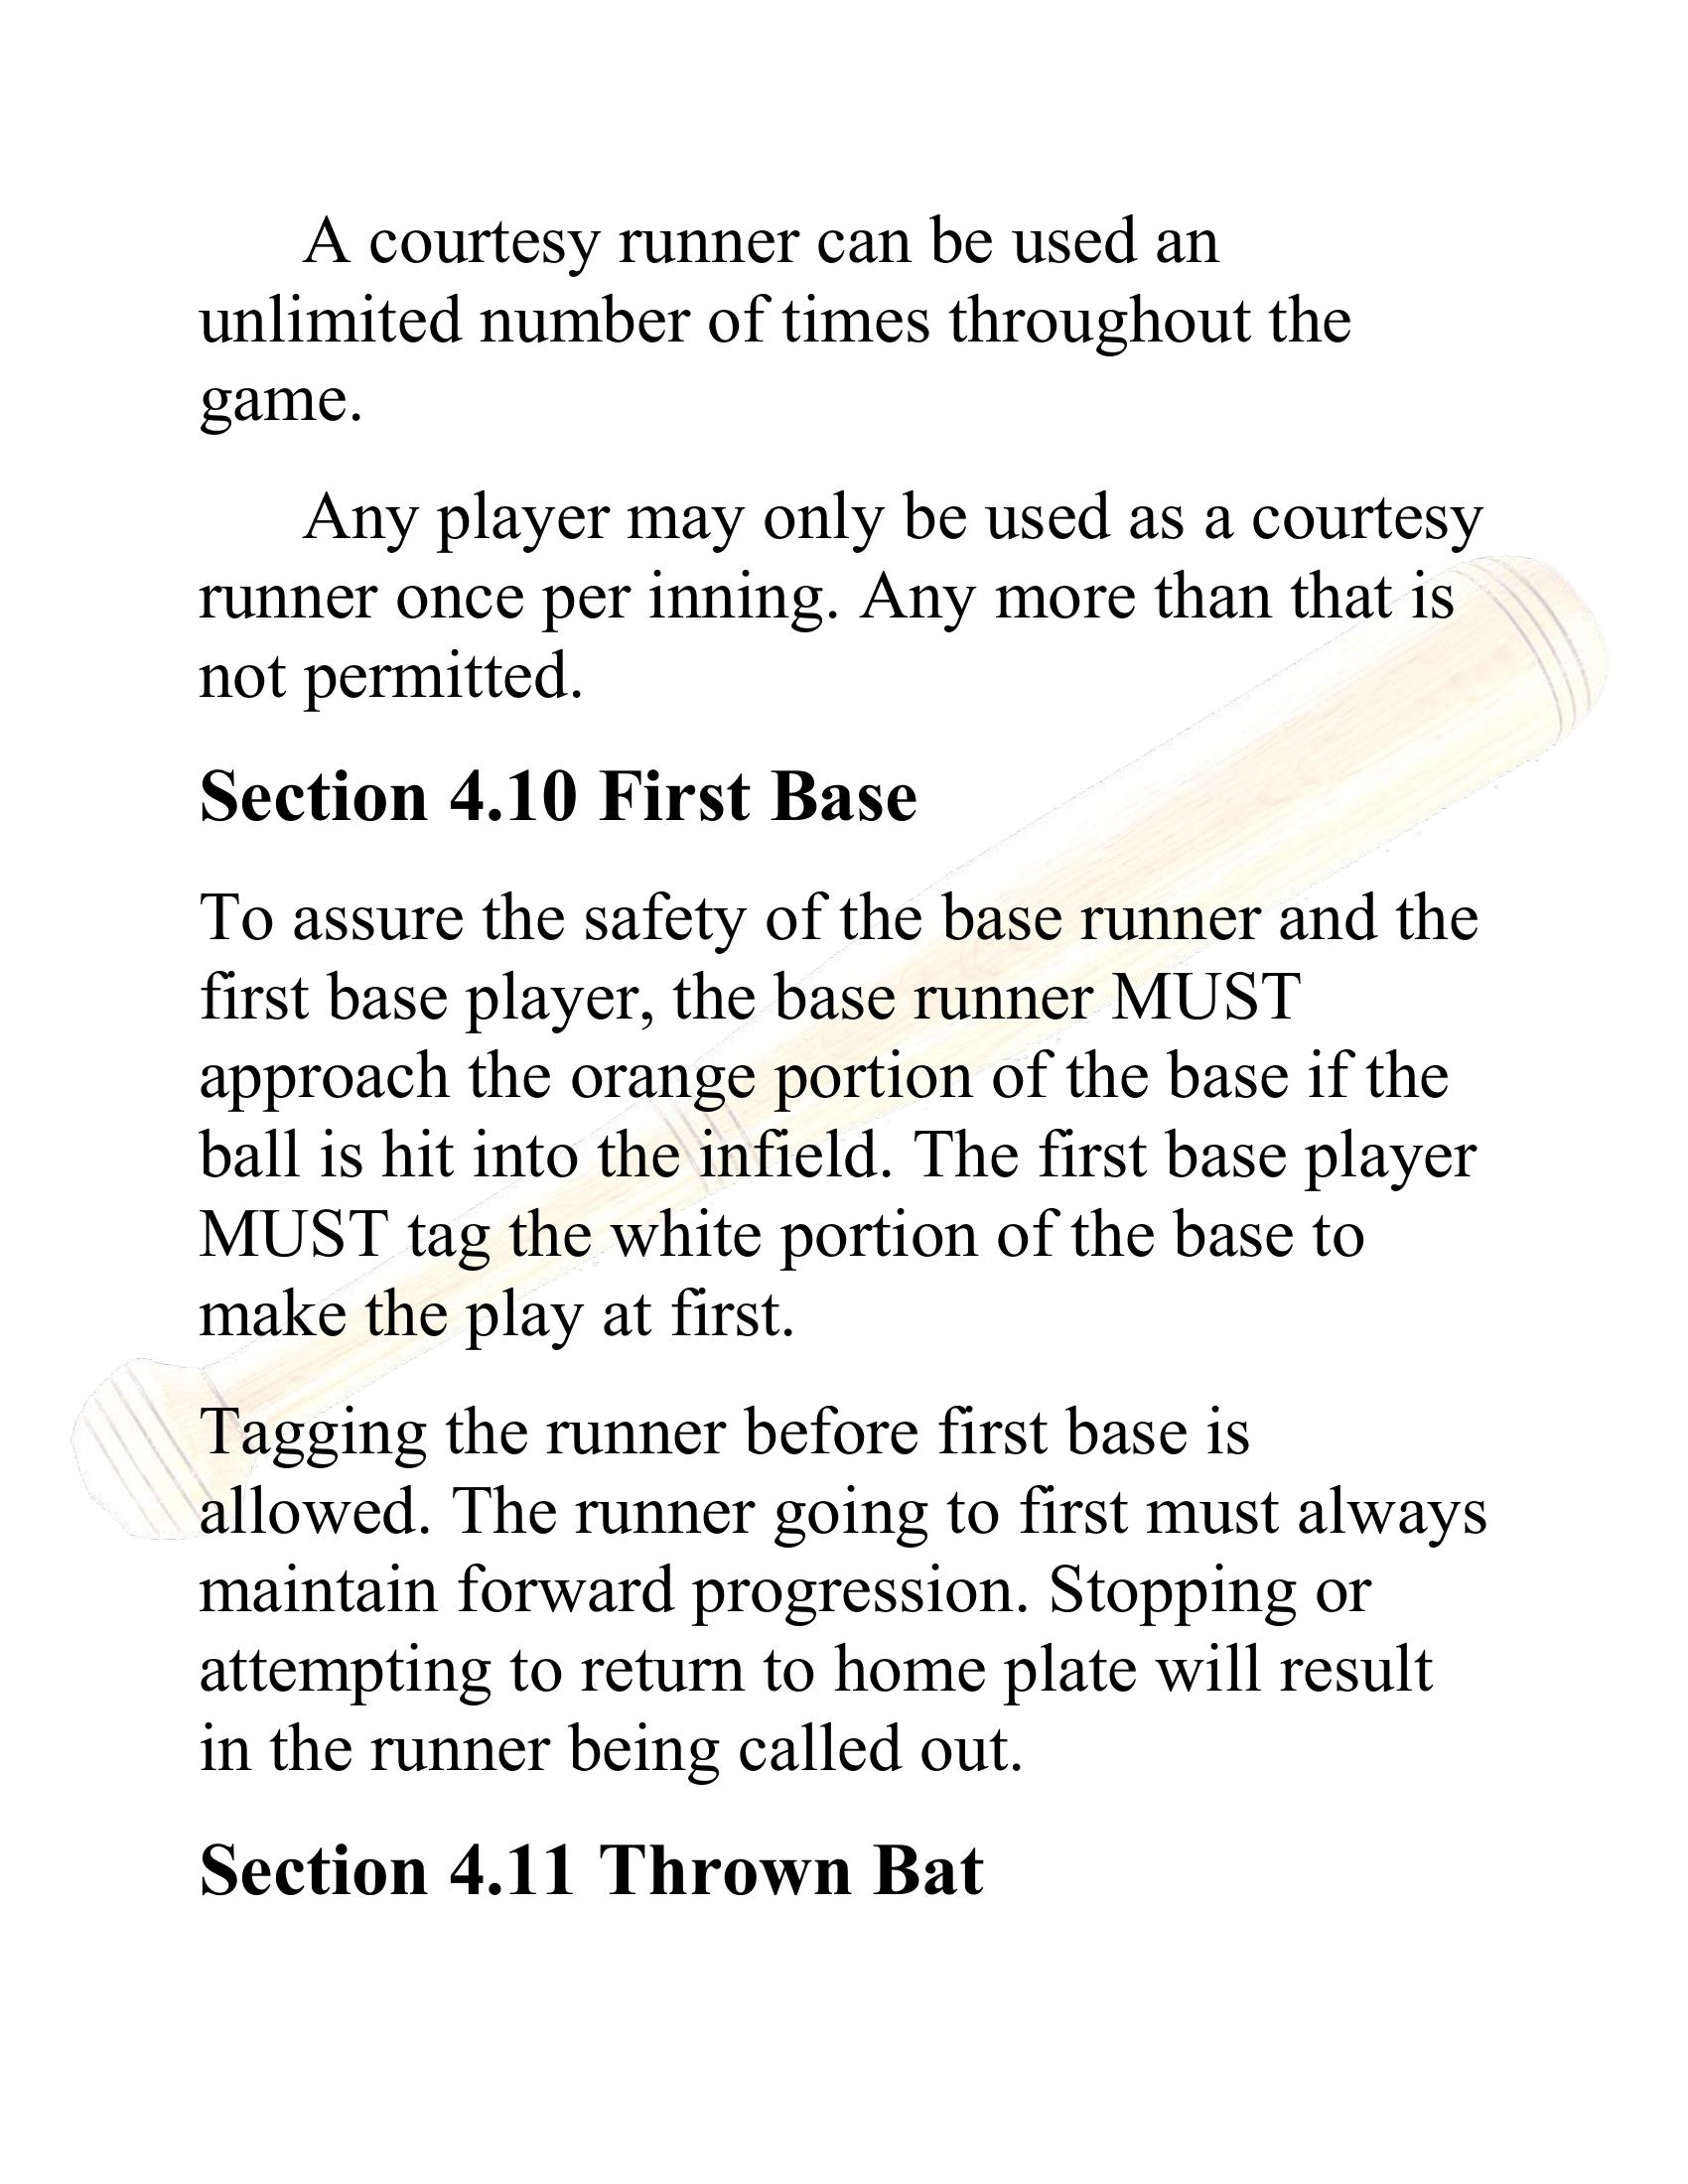 A courtesy runner can be used an
unlimited number of times throughout the
game.
Any player may only be used as a courtesy
runner once per inning. Any more than that is
not permitted.
Section 4.10 First Base
To assure the safety of the base runner and the
first base player, the base runner MUST
approach the orange portion of the base if the
ball is hit into the infield. The first base player
MUST tag the white portion of the base to
make the play at first.
Tagging the runner before first base is
allowed. The runner going to first must always
maintain forward progression. Stopping or
attempting to return to home plate will result
in the runner being called out.
Section 4.11 Thrown Bat